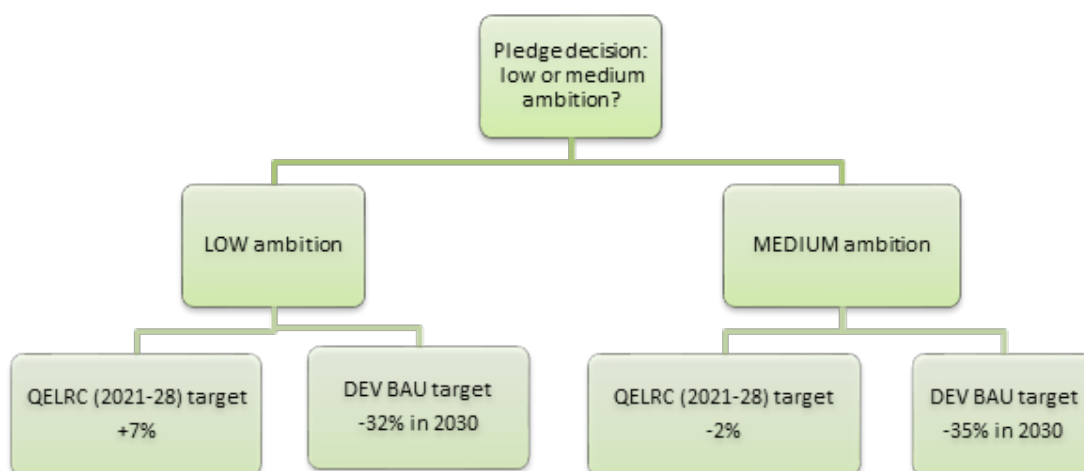 Pledge decision:
low or medium
ambition?
LOW ambition
MEDIUM ambition
QELRC (2021-28) target
+7%
DEV BAU target
-32% in 2030
QELRC (2021-28) target
-2%
DEV BAU target
-35% in 2030